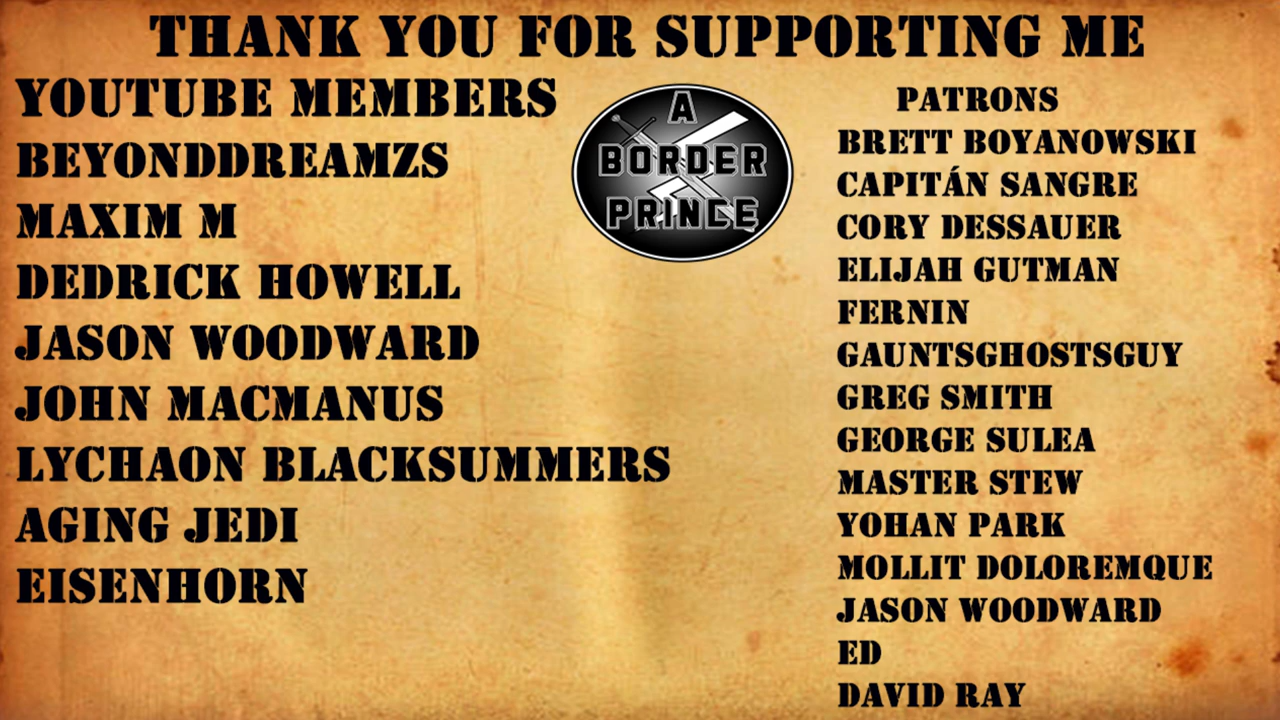 THANK YOU FOR SUPPORTING ME
YOUTUBE MEMBERS
BEYONDDREAMZS
MAXIM M
DEDRICK HOWELL
JASON WOODWARD
JOHN MACMANUS
LYCHAON BLACKSUMMERS
AGING JEDI
EISENHORN
A
BORDER
PRINCE
PATRONS
BRETT BOYANOWSKI
CAPITÁN SANGRE
CORY DESSAUER
ELIJAH GUTMAN
FERNIN
GAUNTSGHOSTSGUY
GREG SMITH
GEORGE SULEA
MASTER STEW
YOHAN PARK
MOLLIT DOLOREMQUE
JASON WOODWARD
ED
DAVID RAY